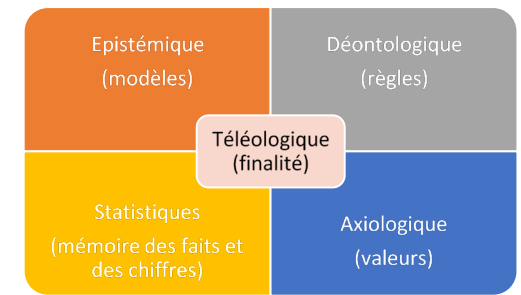 Epistémique
(modèles)
Déontologique
(règles)
Téléologique
(finalité)
Statistiques
(mémoire des faits et
des chiffres)
Axiologique
(valeurs)